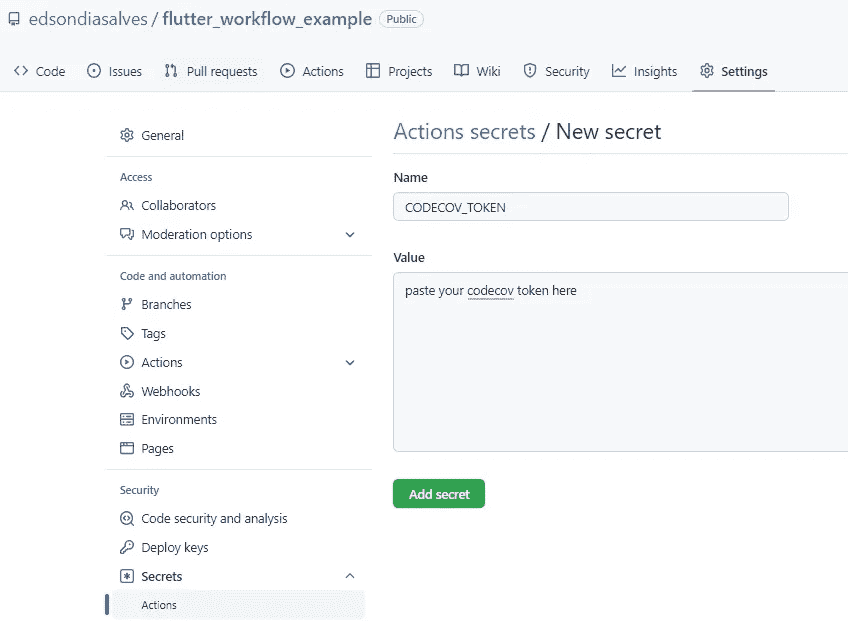 edsondiasalves / flutter_workflow_example Public
Code Issues Pull requests Actions Projects Wiki Security Insights Settings
General
Access
Collaborators
Moderation options
Code and automation
Branches
Tags
Actions
Webhooks
Environments
Pages
Security
Code security and analysis
Deploy keys
Secrets
Actions
Actions secrets / New secret
Name
CODECOV_TOKEN
Value
paste your codecov token here
Add secret